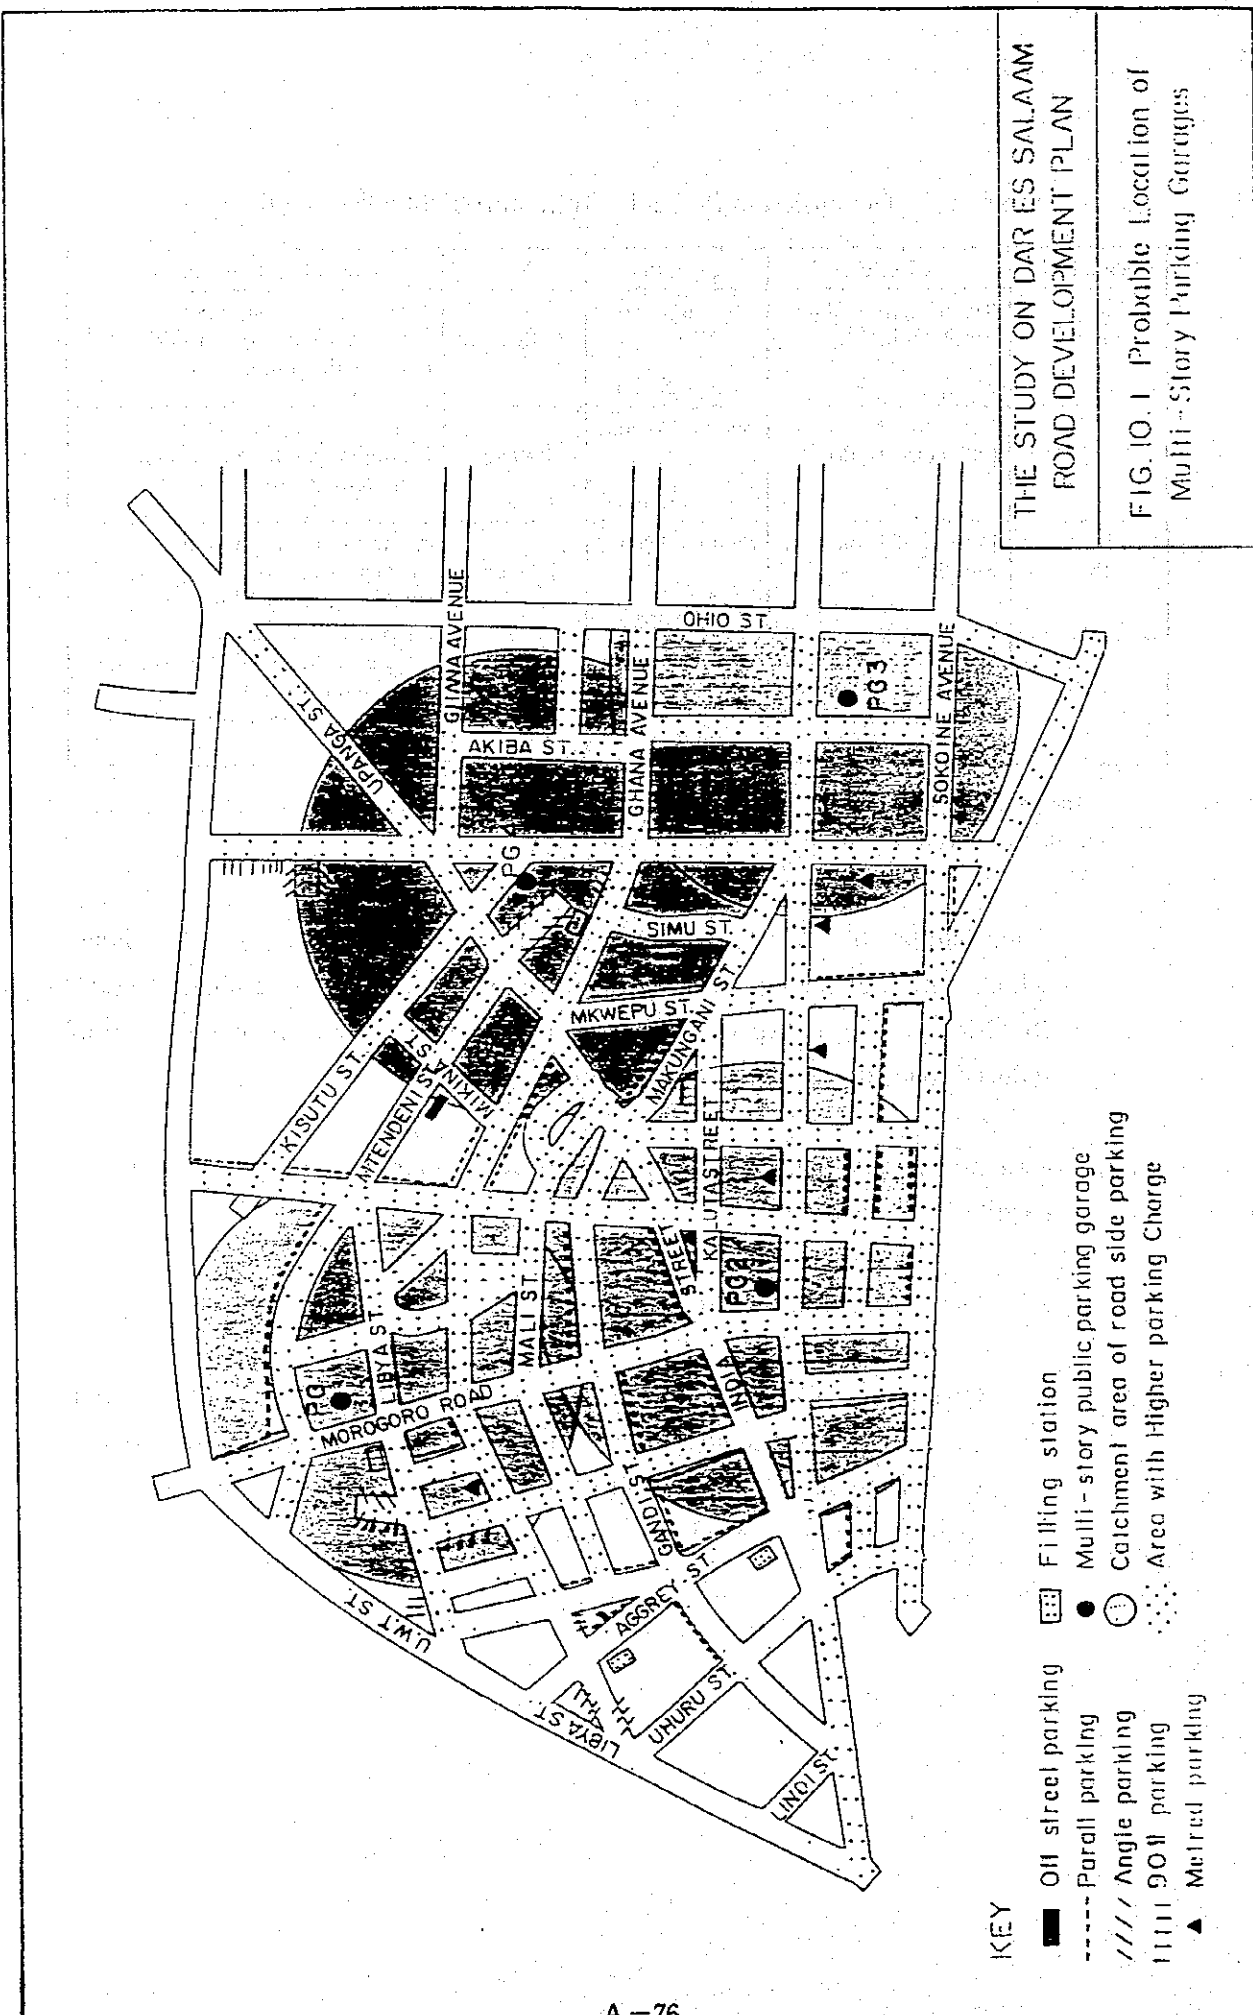 THE STUDY ON DAR ES SALAAM
ROAD DEVELOPMENT PLAN
FIG. 10. 1 Probable Location of
Multi-Story Parking Garages
UPANGA ST.
GHANA AVENUE
OHIO ST.
AKIBA ST.
GHANA AVENUE
SOKOINE AVENUE
PG3
PG
SIMU ST.
MKWEPU ST.
MAKUNGANI ST.
KISUTU ST.
MTENDENI ST.
MIKINA ST.
KALUTA STREET
LIBYA ST.
MALI ST.
STREET
INDIA
PG2
PG
MOROGORO ROAD
GANDI ST.
AGGREY ST.
U.W.T ST.
LIBYA ST.
UHURU ST.
LINDI ST.
KEY
Off street parking
Parall parking
Angle parking
90 parking
Metred parking
Filling station
Multi-story public parking garage
Catchment area of road side parking
Area with Higher parking Charge
A-76